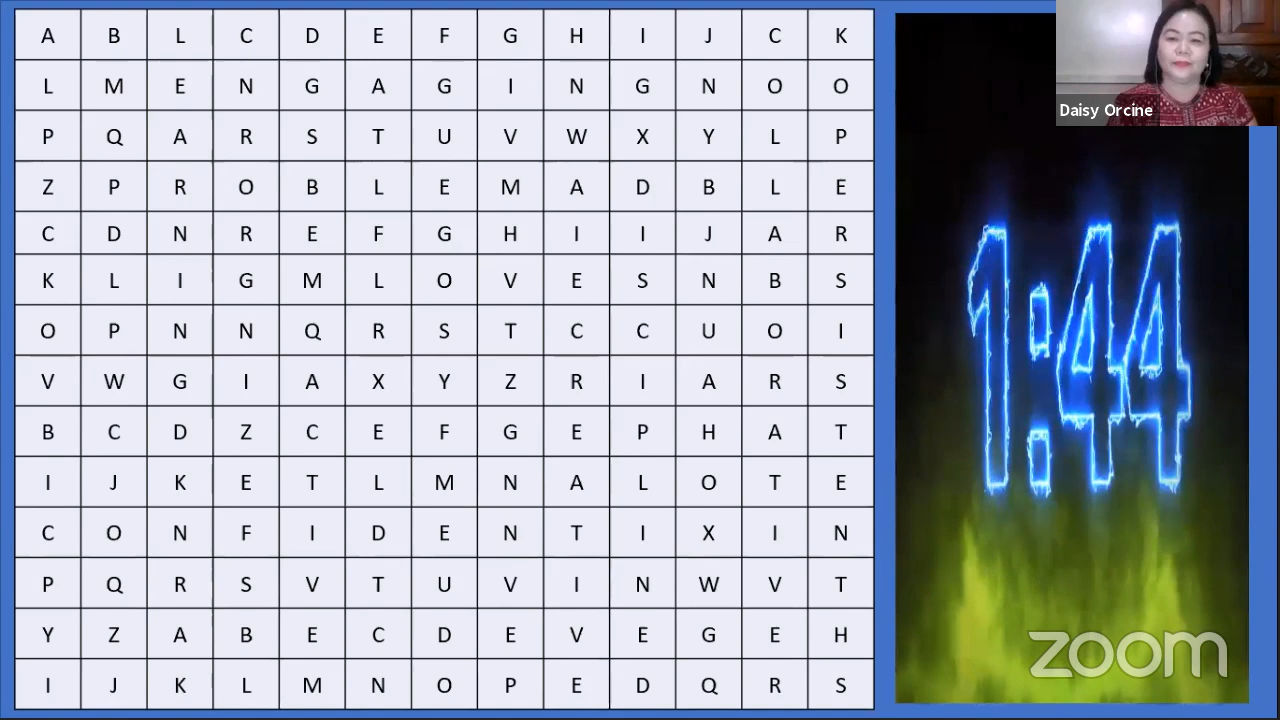 A B L C D E F G H I J C K
L M E N G A G I N G N O O
P Q A R S T U V W X Y L P
Z P R O B L E M A D B L E
C D N R E F G H I I J A R
K L I G M L O V E S N B S
O P N N Q R S T C C U O I
V W G I A X Y Z R I A R S
B C D Z C E F G E P H A T
I J K E T L M N A L O T E
C O N F I D E N T I X I N
P Q R S V T U V I N W V T
Y Z A B E C D E V E G E H
I J K L M N O P E D Q R S
Daisy Orcine
1:44
zoom